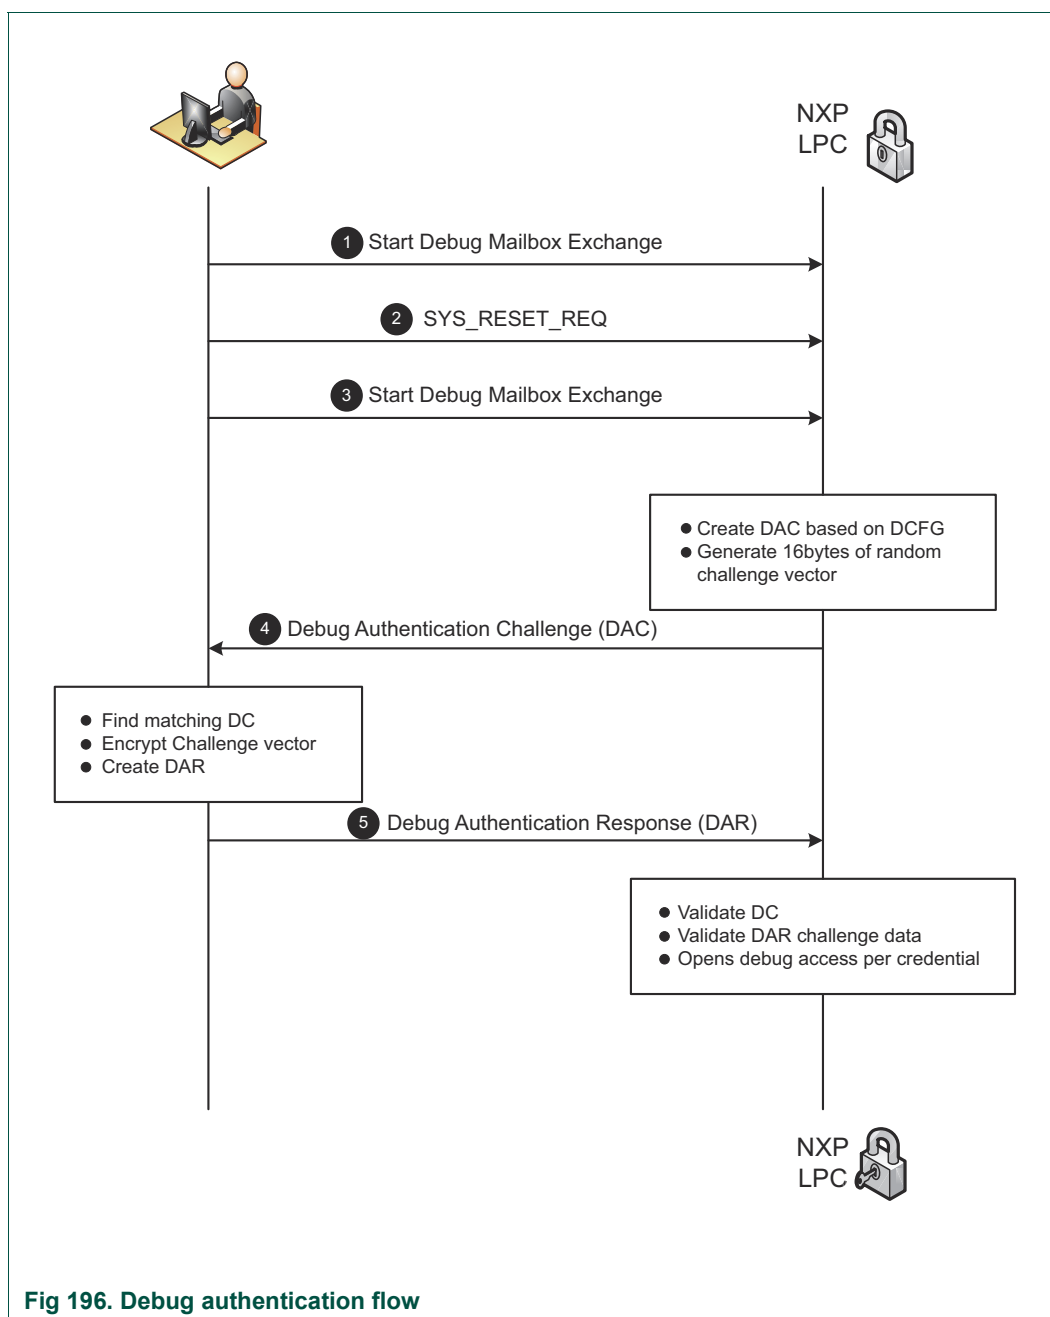 NXP
LPC
1 Start Debug Mailbox Exchange
2 SYS_RESET_REQ
3 Start Debug Mailbox Exchange
● Create DAC based on DCFG
● Generate 16bytes of random
challenge vector
4 Debug Authentication Challenge (DAC)
● Find matching DC
● Encrypt Challenge vector
● Create DAR
5 Debug Authentication Response (DAR)
● Validate DC
● Validate DAR challenge data
● Opens debug access per credential
NXP
LPC
Fig 196. Debug authentication flow